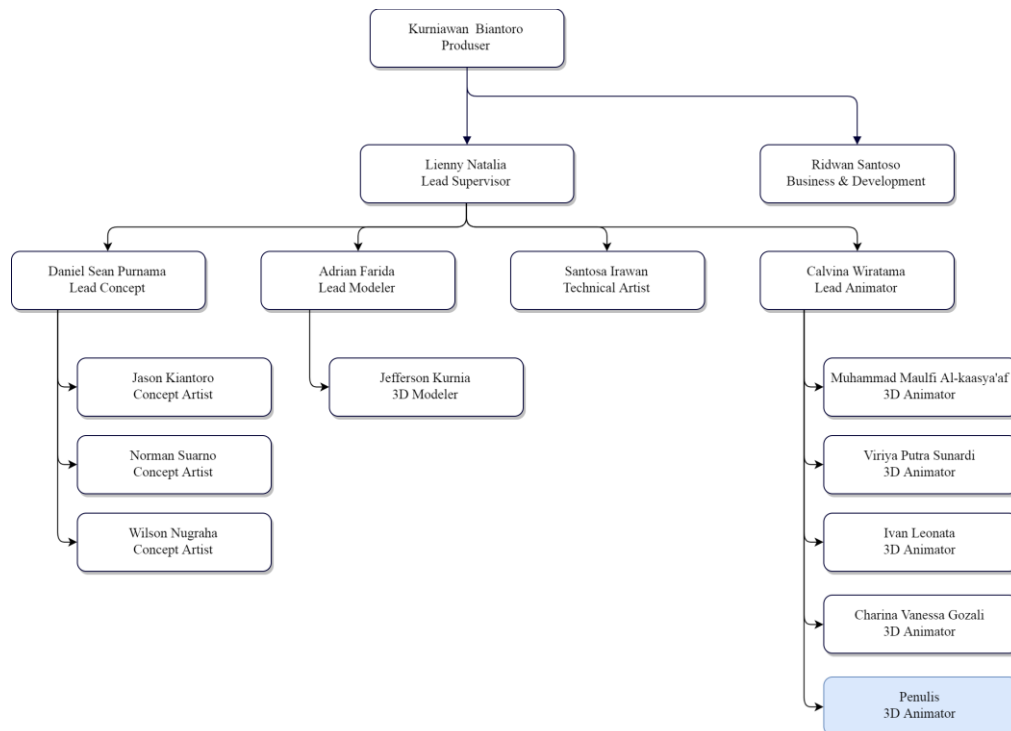 Kurniawan Biantoro
Produser
Lienny Natalia
Lead Supervisor
Ridwan Santoso
Business & Development
Daniel Sean Purnama
Lead Concept
Adrian Farida
Lead Modeler
Santosa Irawan
Technical Artist
Calvina Wiratama
Lead Animator
Jason Kiantoro
Concept Artist
Norman Suarno
Concept Artist
Wilson Nugraha
Concept Artist
Jefferson Kurnia
3D Modeler
Muhammad Maulfi Al-kaasya'af
3D Animator
Viriya Putra Sunardi
3D Animator
Ivan Leonata
3D Animator
Charina Vanessa Gozali
3D Animator
Penulis
3D Animator